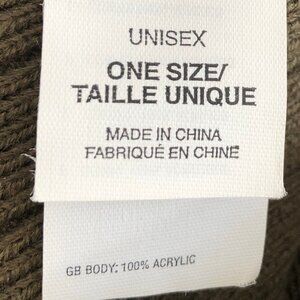 UNISEX
ONE SIZE/
TAILLE UNIQUE
MADE IN CHINA
FABRIQUÉ EN CHINE
GB BODY: 100% ACRYLIC